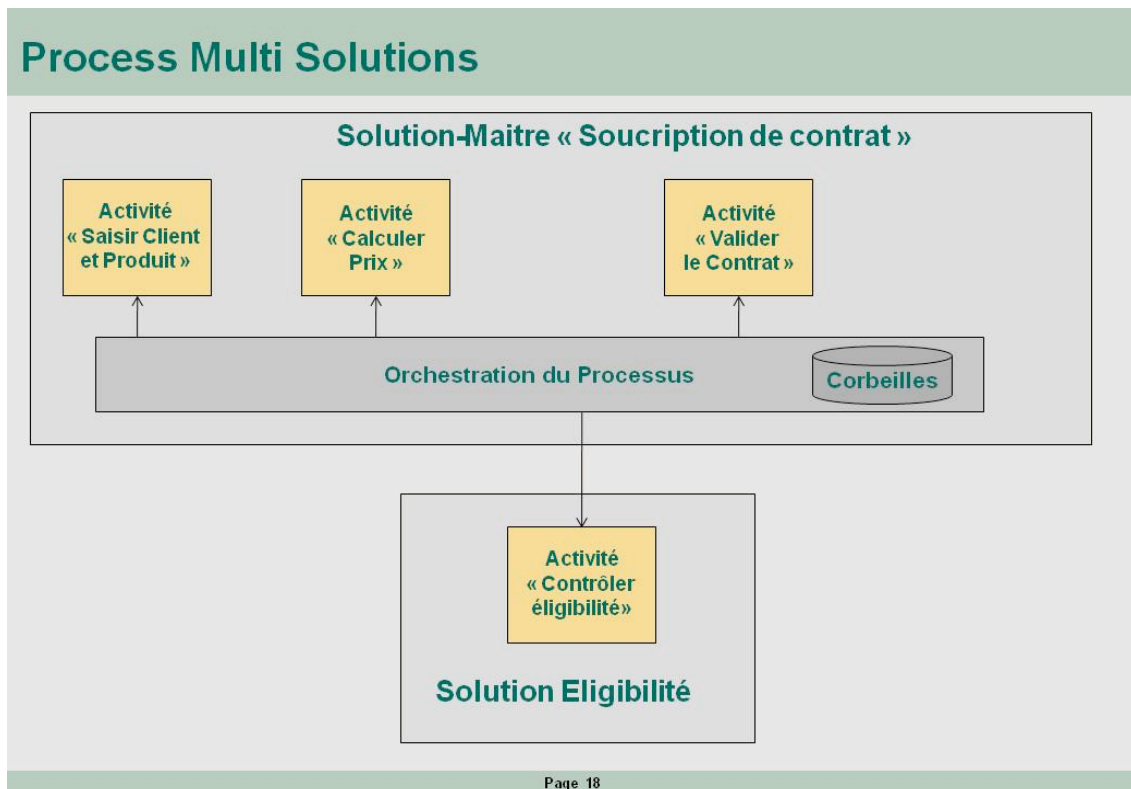 Process Multi Solutions
Solution-Maitre « Soucription de contrat »
Activité
« Saisir Client
et Produit »
Activité
« Calculer
Prix »
Activité
« Valider
le Contrat »
Orchestration du Processus
Corbeilles
Activité
« Contrôler
éligibilité»
Solution Eligibilité
Page 18